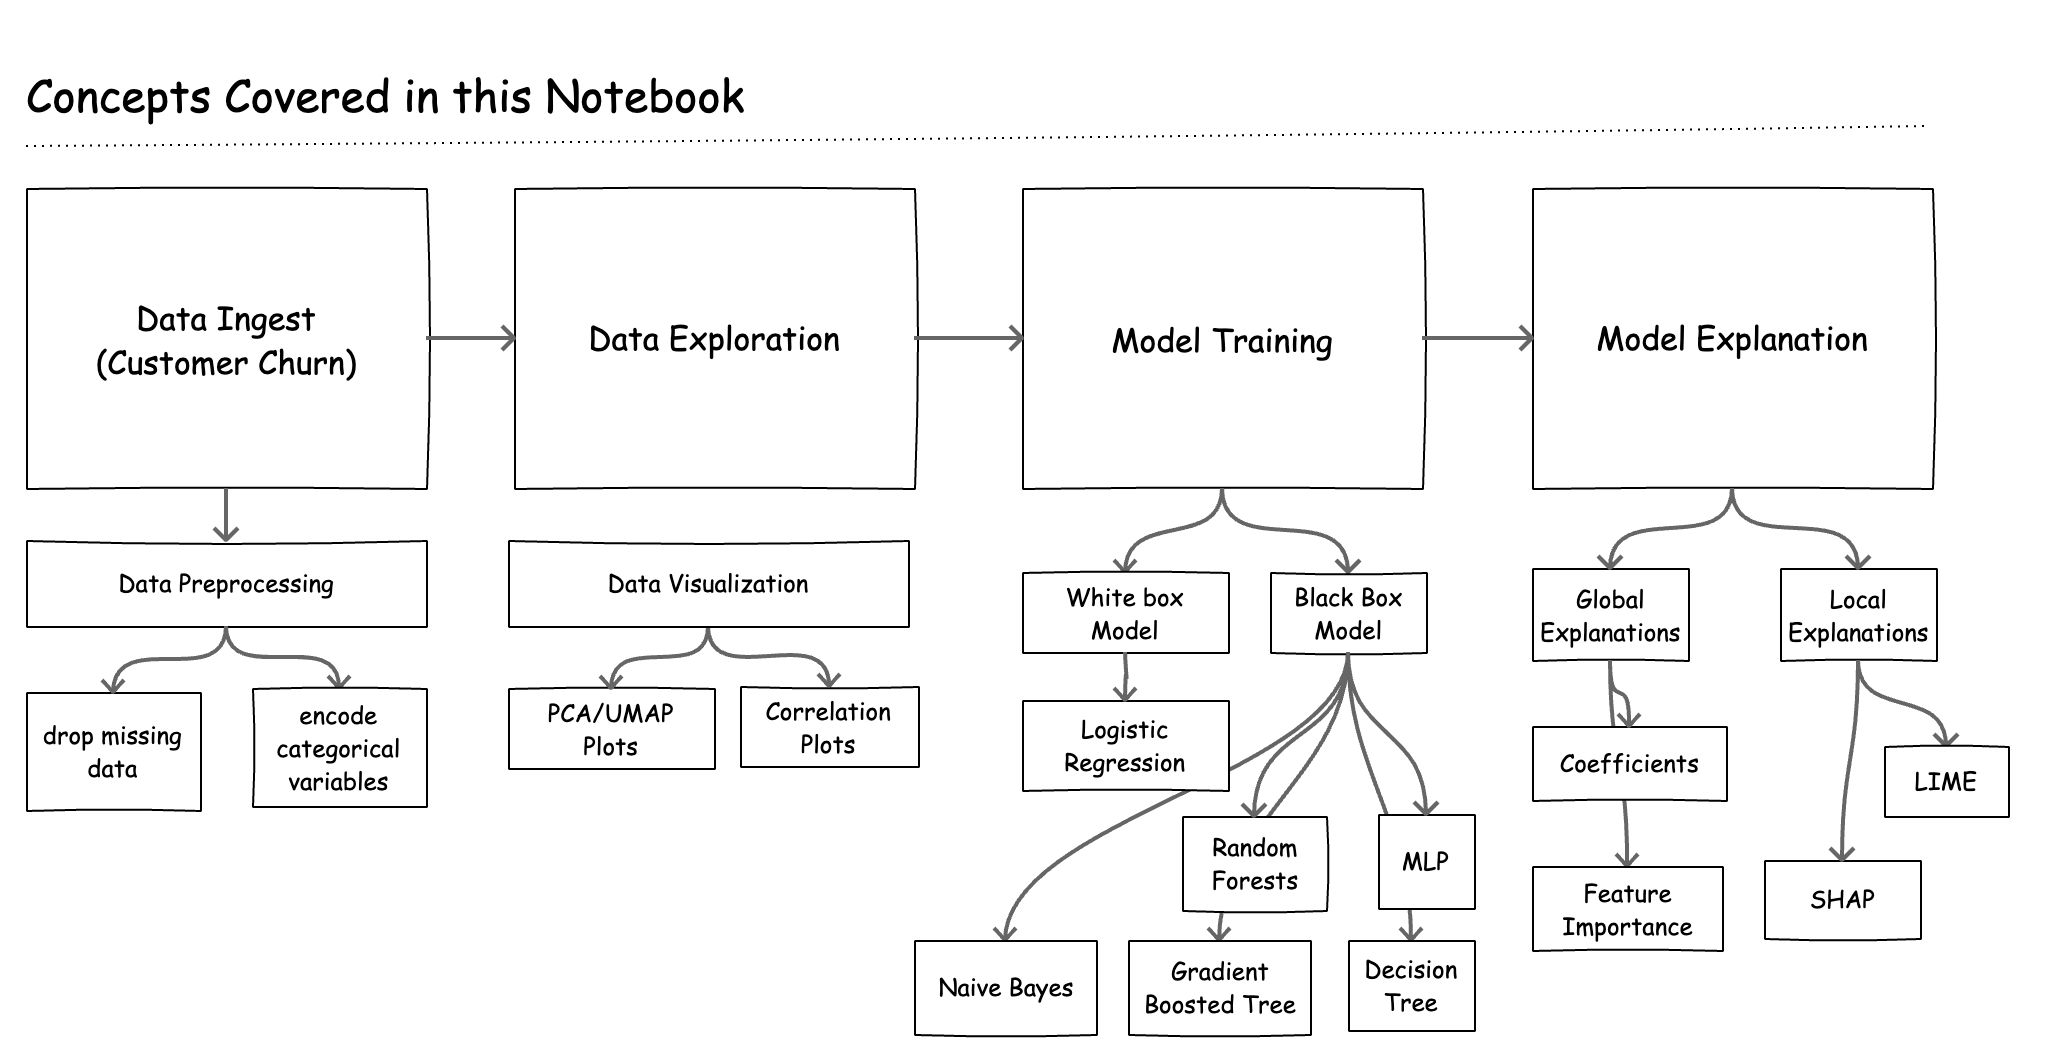 Concepts Covered in this Notebook
Data Ingest
(Customer Churn)
Data Exploration
Model Training
Model Explanation
Data Preprocessing
Data Visualization
White box
Model
Black Box
Model
Global
Explanations
Local
Explanations
drop missing
data
encode
categorical
variables
PCA/UMAP
Plots
Correlation
Plots
Logistic
Regression
Coefficients
LIME
Random
Forests
MLP
Feature
Importance
SHAP
Naive Bayes
Gradient
Boosted Tree
Decision
Tree